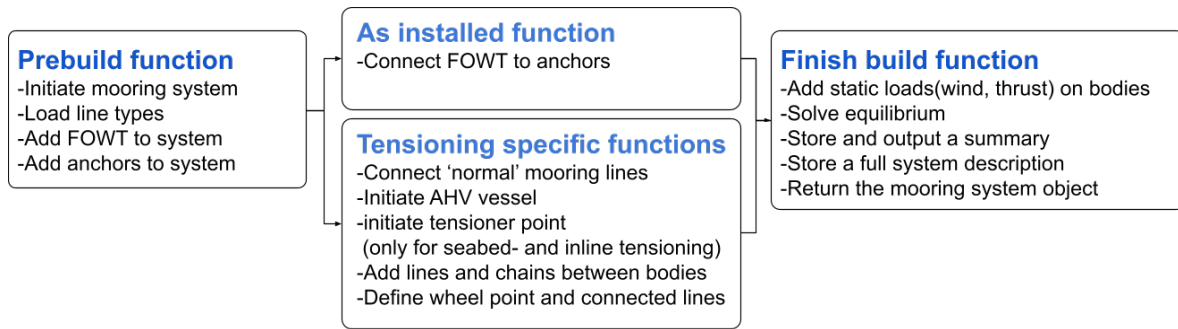 Prebuild function
-Initiate mooring system
-Load line types
-Add FOWT to system
-Add anchors to system
As installed function
-Connect FOWT to anchors
Tensioning specific functions
-Connect ‘normal’ mooring lines
-Initiate AHV vessel
-initiate tensioner point
(only for seabed- and inline tensioning)
-Add lines and chains between bodies
-Define wheel point and connected lines
Finish build function
-Add static loads(wind, thrust) on bodies
-Solve equilibrium
-Store and output a summary
-Store a full system description
-Return the mooring system object